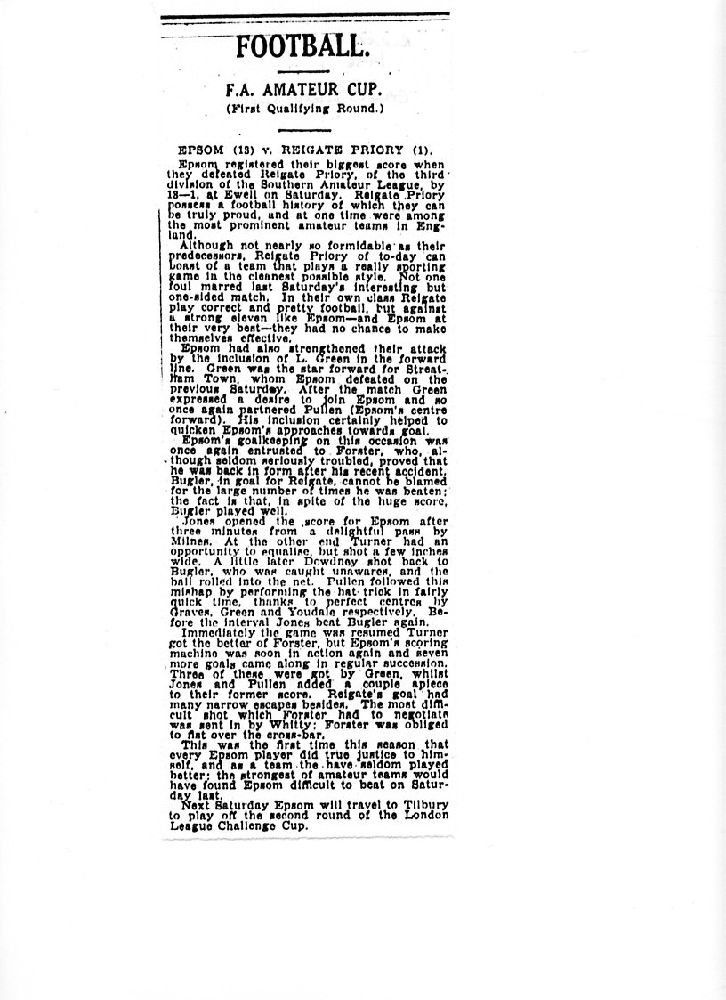 FOOTBALL.
F.A. AMATEUR CUP.
(First Qualifying Round.)
EPSOM (13) v. REIGATE PRIORY (1).
Epsom registered their biggest score when
they defeated Reigate Priory, of the third
division of the Southern Amateur League, by
13—1, at Ewell on Saturday. Reigate Priory
possess a football history of which they can
be truly proud, and at one time were among
the most prominent amateur teams in Eng-
land.
Although not nearly so formidable as their
predecessors, Reigate Priory of to-day can
boast of a team that plays a really sporting
game in the cleanest possible style. Not one
foul marred last Saturday's interesting but
one-sided match. In their own class Reigate
play correct and pretty football, but against
a strong eleven like Epsom—and Epsom at
their very best—they had no chance to make
themselves effective.
Epsom had also strengthened their attack
by the inclusion of L. Green in the forward
line. Green was the star forward for Streat-
ham Town, whom Epsom defeated on the
previous Saturday. After the match Green
expressed a desire to join Epsom and so
once again partnered Pullen (Epsom's centre
forward). His inclusion certainly helped to
quicken Epsom's approaches towards goal.
Epsom's goalkeeping on this occasion was
once again entrusted to Forster, who, al-
though seldom seriously troubled, proved that
he was back in form after his recent accident.
Bugler, in goal for Reigate, cannot be blamed
for the large number of times he was beaten;
the fact is that, in spite of the huge score,
Bugler played well.
Jones opened the score for Epsom after
three minutes from a delightful pass by
Milnes. At the other end Turner had an
opportunity to equalise, but shot a few inches
wide. A little later Dewdney shot back to
Bugler, who was caught unawares, and the
ball rolled into the net. Pullen followed this
mishap by performing the hat trick in fairly
quick time, thanks to perfect centres by
Graves, Green and Youdale respectively. Be-
fore the interval Jones beat Bugler again.
Immediately the game was resumed Turner
got the better of Forster, but Epsom's scoring
machine was soon in action again and seven
more goals came along in regular succession.
Three of these were got by Green, whilst
Jones and Pullen added a couple apiece
to their former score. Reigate's goal had
many narrow escapes besides. The most diffi-
cult shot which Forster had to negotiate
was sent in by Whitty; Forster was obliged
to fist over the cross-bar.
This was the first time this season that
every Epsom player did true justice to him-
self, and as a team the have seldom played
better; the strongest of amateur teams would
have found Epsom difficult to beat on Satur-
day last.
Next Saturday Epsom will travel to Tilbury
to play off the second round of the London
League Challenge Cup.